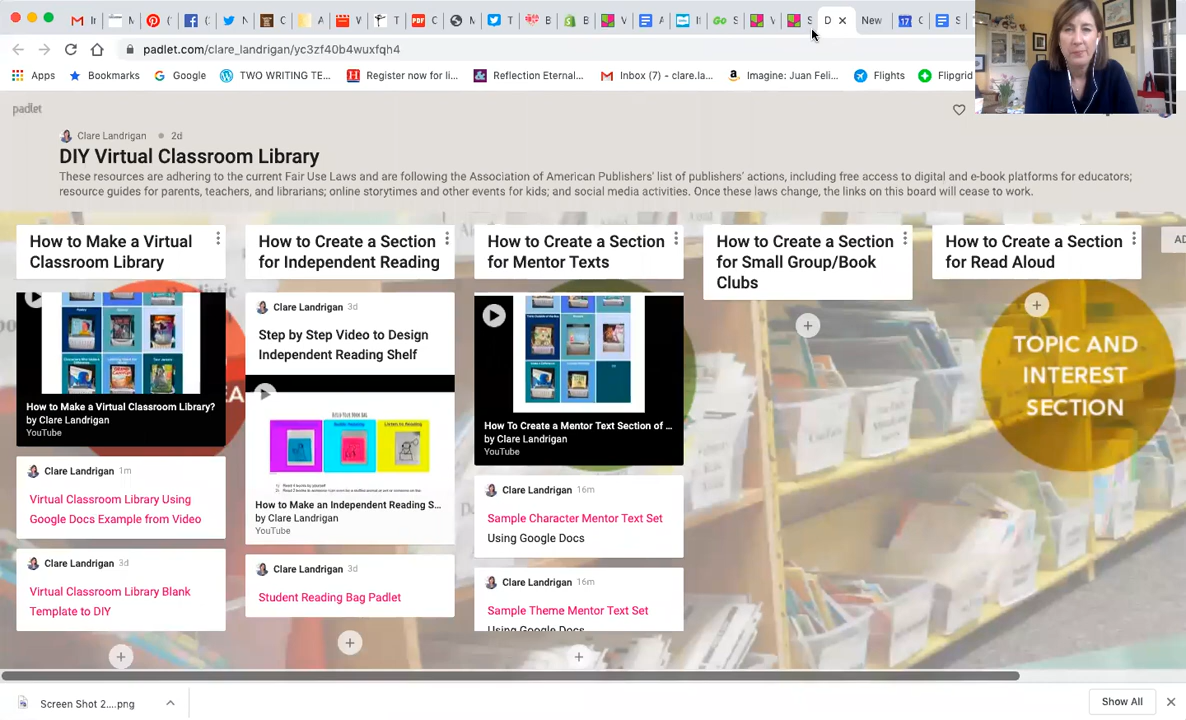 padlet.com/clare_landrigan/yc3zf40b4wuxfqh4
Apps
Bookmarks
Google
TWO WRITING TE...
Register now for li...
Reflection Eternal...
Inbox (7) - clare.la...
Imagine: Juan Feli...
Flights
Flipgrid
New
padlet
Clare Landrigan 2d
DIY Virtual Classroom Library
These resources are adhering to the current Fair Use Laws and are following the Association of American Publishers' list of publishers' actions, including free access to digital and e-book platforms for educators;
resource guides for parents, teachers, and librarians; online storytimes and other events for kids; and social media activities. Once these laws change, the links on this board will cease to work.
How to Make a Virtual
Classroom Library
How to Make a Virtual Classroom Library?
by Clare Landrigan
YouTube
Clare Landrigan 1m
Virtual Classroom Library Using
Google Docs Example from Video
Clare Landrigan 3d
Virtual Classroom Library Blank
Template to DIY
How to Create a Section
for Independent Reading
Clare Landrigan 3d
Step by Step Video to Design
Independent Reading Shelf
BUILD YOUR BOOK BAG
How to Make an Independent Reading S...
by Clare Landrigan
YouTube
Clare Landrigan 3d
Student Reading Bag Padlet
How to Create a Section
for Mentor Texts
How To Create a Mentor Text Section of ...
by Clare Landrigan
YouTube
Clare Landrigan 16m
Sample Character Mentor Text Set
Using Google Docs
Clare Landrigan 16m
Sample Theme Mentor Text Set
Using Google Docs
How to Create a Section
for Small Group/Book
Clubs
How to Create a Section
for Read Aloud
AD
TOPIC AND
INTEREST
SECTION
Screen Shot 2....png
Show All